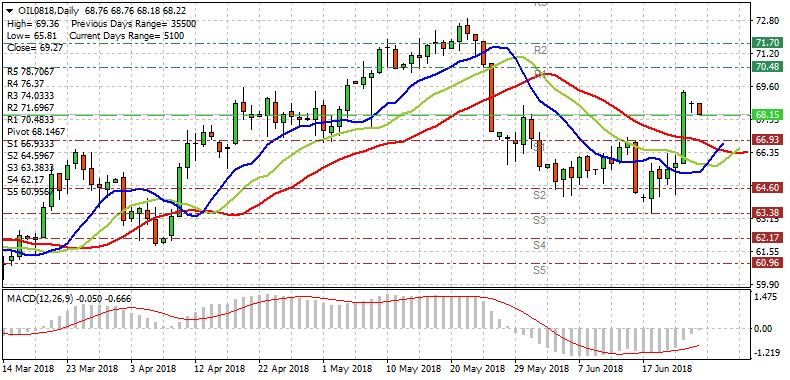 OIL0818,Daily 68.76 68.76 68.18 68.22
High= 69.36 Previous Days Range= 35500
Low= 65.81 Current Days Range= 5100
Close= 69.27
R5 78.7067
R4 76.37
R3 74.0333
R2 71.6967
R1 70.4833
Pivot 68.1467
S1 66.9333
S2 64.5967
S3 63.3833
S4 62.17
S5 60.9567
R3
R2
R1
S1
S2
S3
S4
S5
72.80
71.70
71.20
70.48
69.60
68.15
66.93
66.35
64.60
63.38
62.17
61.55
60.96
59.90
MACD(12,26,9) -0.050 -0.666
1.475
0.00
-1.219
14 Mar 2018
23 Mar 2018
3 Apr 2018
12 Apr 2018
22 Apr 2018
1 May 2018
10 May 2018
20 May 2018
29 May 2018
7 Jun 2018
17 Jun 2018